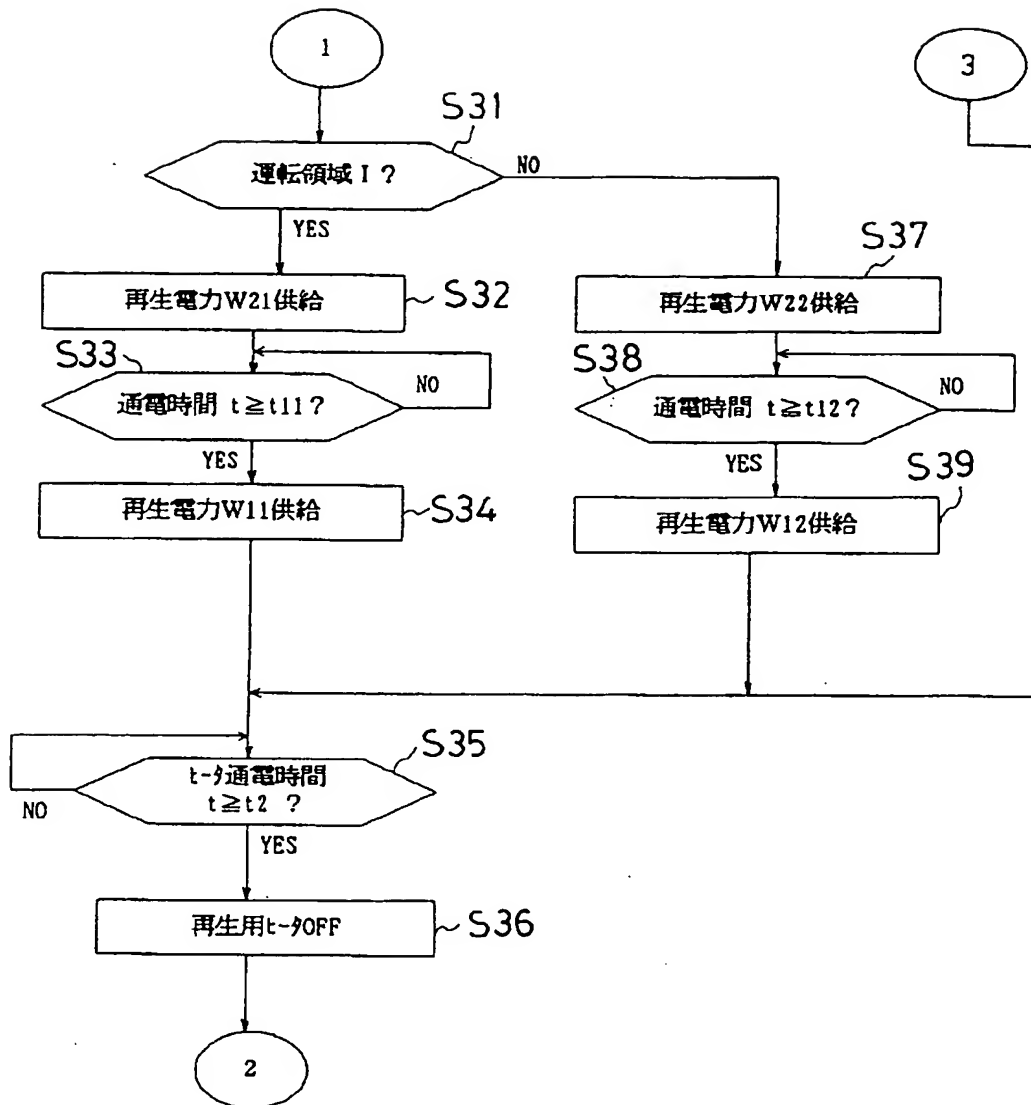 1
3
S31
運転領域 I ?
NO
YES
S37
再生電力W21供給
S32
再生電力W22供給
S33
S38
通電時間 t≧t11?
NO
通電時間 t≧t12?
NO
YES
YES
S39
再生電力W11供給
S34
再生電力W12供給
S35
ヒータ通電時間
t≧t2 ?
NO
YES
再生用ヒータOFF
S36
2